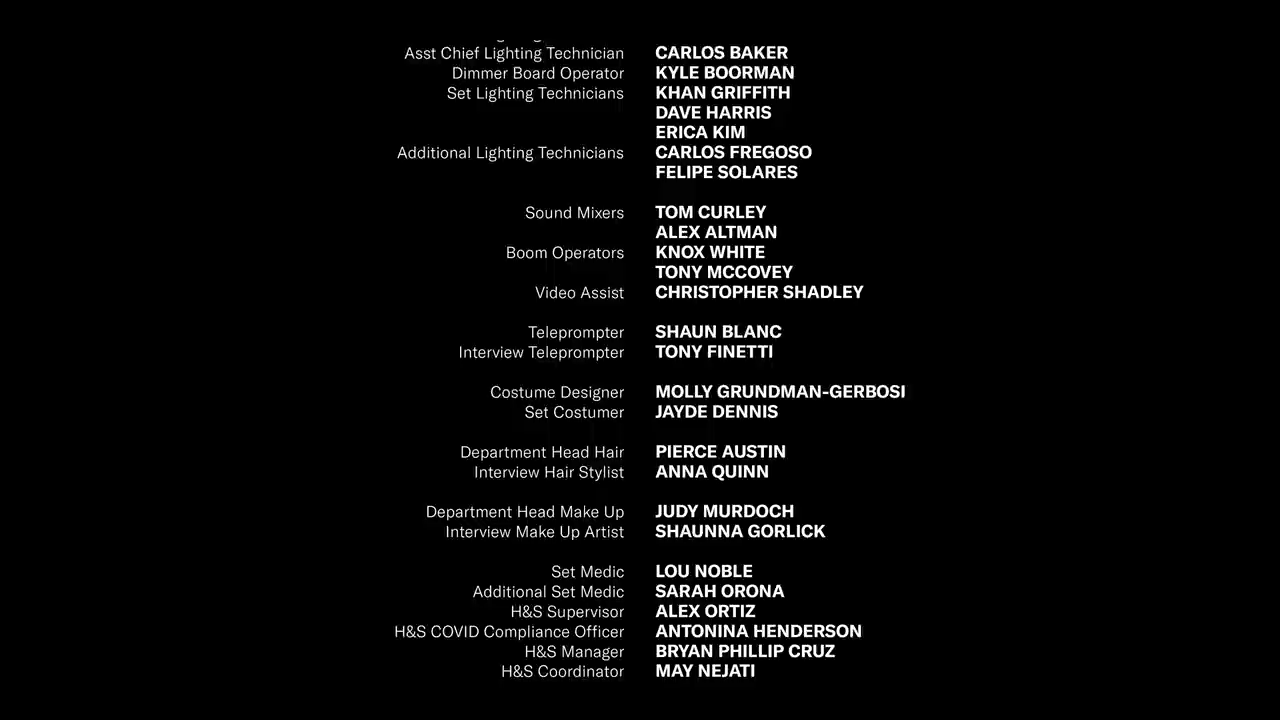 Asst Chief Lighting Technician CARLOS BAKER
Dimmer Board Operator KYLE BOORMAN
Set Lighting Technicians KHAN GRIFFITH
DAVE HARRIS
ERICA KIM
Additional Lighting Technicians CARLOS FREGOSO
FELIPE SOLARES
Sound Mixers TOM CURLEY
ALEX ALTMAN
Boom Operators KNOX WHITE
TONY MCCOVEY
Video Assist CHRISTOPHER SHADLEY
Teleprompter SHAUN BLANC
Interview Teleprompter TONY FINETTI
Costume Designer MOLLY GRUNDMAN-GERBOSI
Set Costumer JAYDE DENNIS
Department Head Hair PIERCE AUSTIN
Interview Hair Stylist ANNA QUINN
Department Head Make Up JUDY MURDOCH
Interview Make Up Artist SHAUNNA GORLICK
Set Medic LOU NOBLE
Additional Set Medic SARAH ORONA
H&S Supervisor ALEX ORTIZ
H&S COVID Compliance Officer ANTONINA HENDERSON
H&S Manager BRYAN PHILLIP CRUZ
H&S Coordinator MAY NEJATI